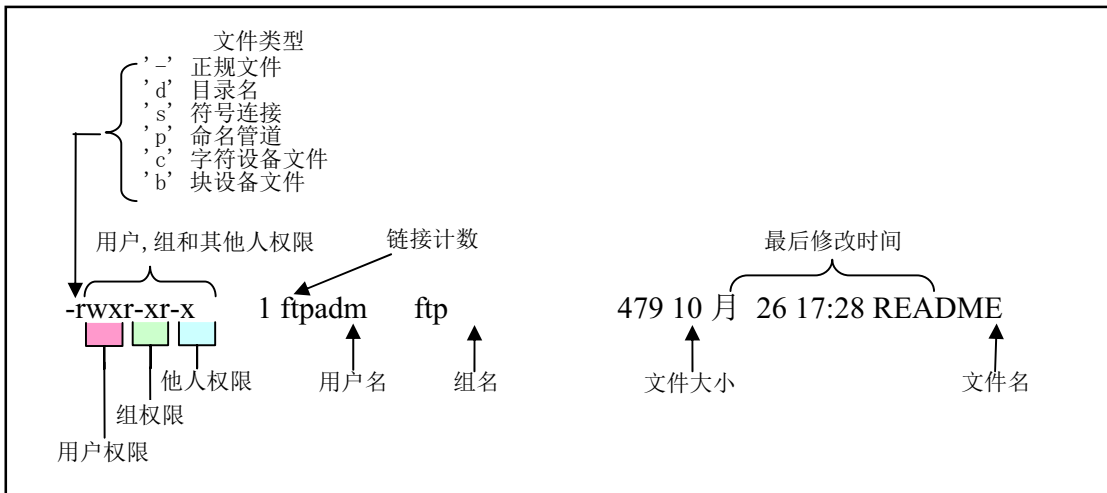 文件类型
'-' 正规文件
'd' 目录名
's' 符号连接
'p' 命名管道
'c' 字符设备文件
'b' 块设备文件
用户,组和其他人权限
链接计数
最后修改时间
-rwxr-xr-x 1 ftpadm ftp 479 10 月 26 17:28 README
他人权限
用户名
组名
文件大小
文件名
组权限
用户权限